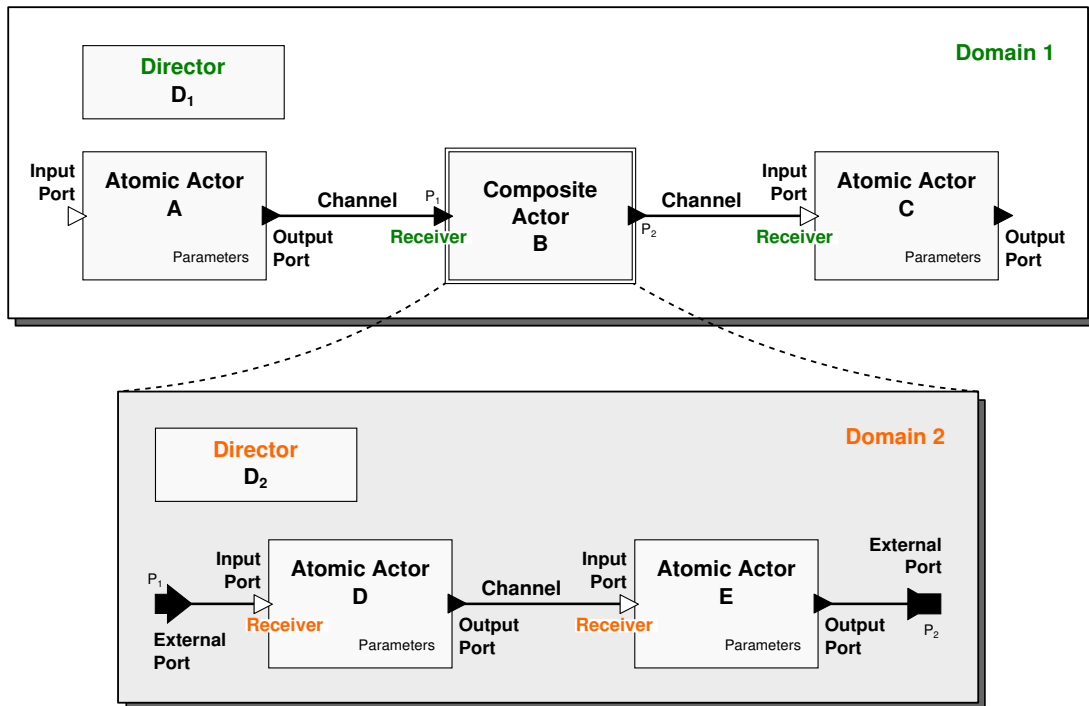 Domain 1
Director
D1
Input
Port
Atomic Actor
A
Parameters
Output
Port
Channel
P1
Receiver
Composite
Actor
B
P2
Channel
Input
Port
Receiver
Atomic Actor
C
Parameters
Output
Port
Domain 2
Director
D2
P1
External
Port
Input
Port
Receiver
Atomic Actor
D
Parameters
Channel
Output
Port
Input
Port
Receiver
Atomic Actor
E
Parameters
Output
Port
External
Port
P2